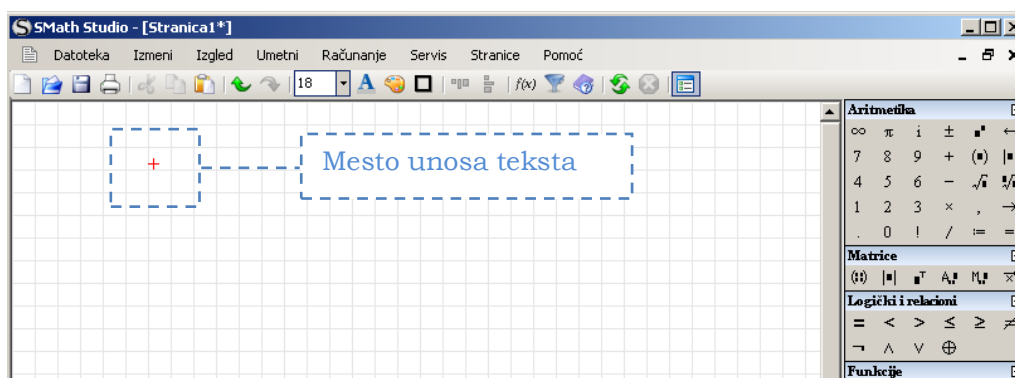 SMath Studio - [Stranica1*]
Datoteka Izmeni Izgled Umetni Računanje Servis Stranice Pomoć
18 A f(x)
Mesto unosa teksta
Aritmetika
∞ π i ±
7 8 9 + (▪)
4 5 6 −
1 2 3 × , →
. 0 ! / := =
Matrice
Logički i relacioni
= < > ≤ ≥ ≠
¬ ∧ ∨ ⊕
Funkcije